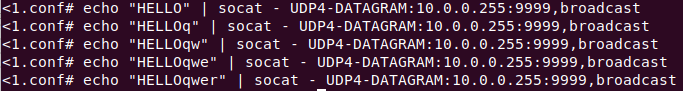 <1.conf# echo "HELLO" | socat - UDP4-DATAGRAM:10.0.0.255:9999,broadcast
<1.conf# echo "HELLOq" | socat - UDP4-DATAGRAM:10.0.0.255:9999,broadcast
<1.conf# echo "HELLOqw" | socat - UDP4-DATAGRAM:10.0.0.255:9999,broadcast
<1.conf# echo "HELLOqwe" | socat - UDP4-DATAGRAM:10.0.0.255:9999,broadcast
<1.conf# echo "HELLOqwer" | socat - UDP4-DATAGRAM:10.0.0.255:9999,broadcast